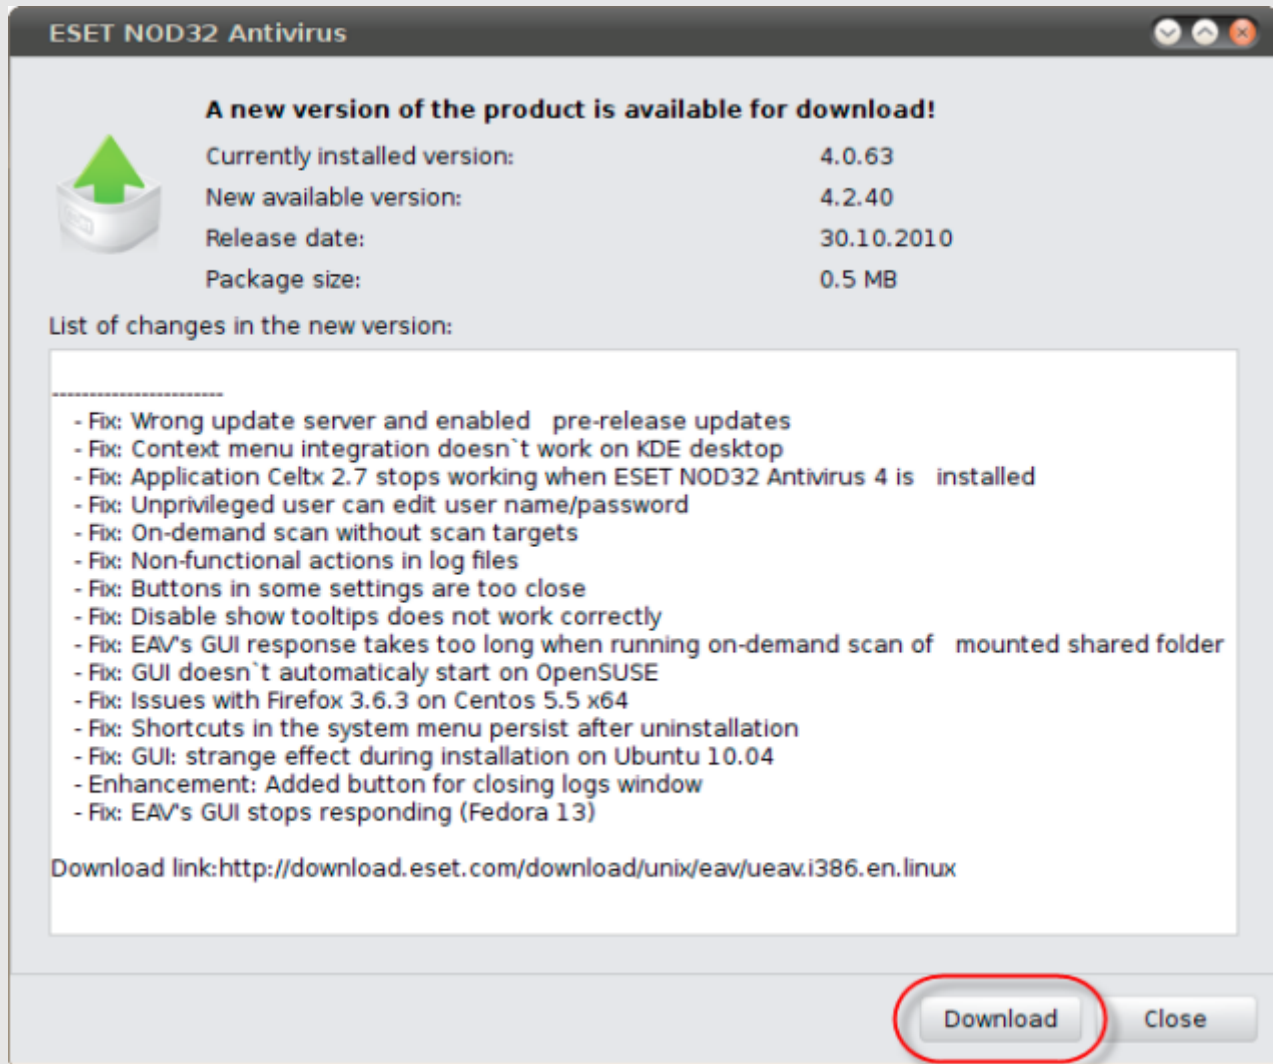 ESET NOD32 Antivirus
A new version of the product is available for download!
Currently installed version: 4.0.63
New available version: 4.2.40
Release date: 30.10.2010
Package size: 0.5 MB
List of changes in the new version:
-----------------------
- Fix: Wrong update server and enabled   pre-release updates
- Fix: Context menu integration doesn`t work on KDE desktop
- Fix: Application Celtx 2.7 stops working when ESET NOD32 Antivirus 4 is   installed
- Fix: Unprivileged user can edit user name/password
- Fix: On-demand scan without scan targets
- Fix: Non-functional actions in log files
- Fix: Buttons in some settings are too close
- Fix: Disable show tooltips does not work correctly
- Fix: EAV's GUI response takes too long when running on-demand scan of   mounted shared folder
- Fix: GUI doesn`t automaticaly start on OpenSUSE
- Fix: Issues with Firefox 3.6.3 on Centos 5.5 x64
- Fix: Shortcuts in the system menu persist after uninstallation
- Fix: GUI: strange effect during installation on Ubuntu 10.04
- Enhancement: Added button for closing logs window
- Fix: EAV's GUI stops responding (Fedora 13)
Download link:http://download.eset.com/download/unix/eav/ueav.i386.en.linux
Download Close